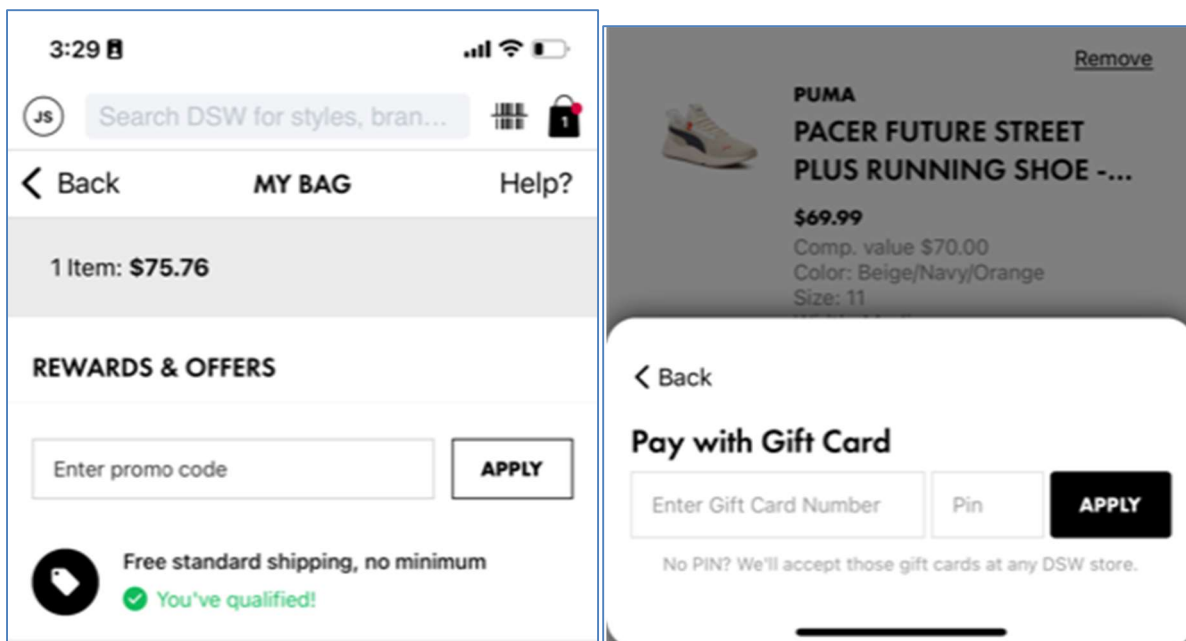 3:29
JS
Search DSW for styles, bran...
1
Back
MY BAG
Help?
1 Item: $75.76
REWARDS & OFFERS
Enter promo code
APPLY
Free standard shipping, no minimum
You've qualified!
Remove
PUMA
PACER FUTURE STREET
PLUS RUNNING SHOE -...
$69.99
Comp. value $70.00
Color: Beige/Navy/Orange
Size: 11
Back
Pay with Gift Card
Enter Gift Card Number
Pin
APPLY
No PIN? We'll accept those gift cards at any DSW store.